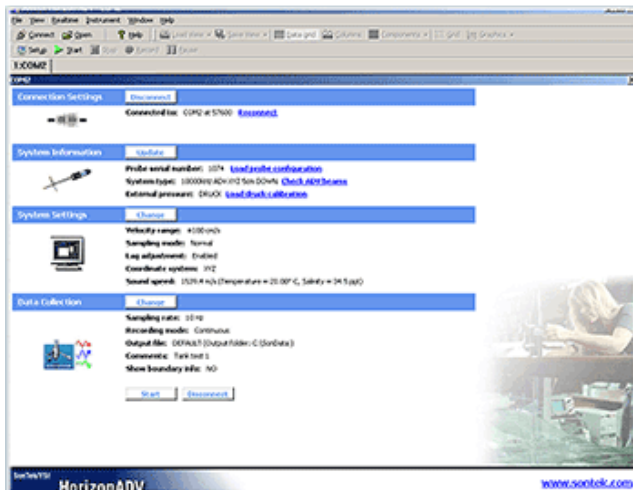 File View Realtime Instrument Window Help
Connect Open Help Load View Save View Data grid Columns Components Grid Graphics
Setup Start Stop Record Pause
1:COM2
COM2
Connection Settings Disconnect
Connected to: COM2 at 57600 Reconnect
System Information Update
Probe serial number: 1074 Load probe configuration
System type: 10000kHz ADV XYZ 5cm DOWN Check ADV beams
External pressure: DRUCK Load druck calibration
System Settings Change
Velocity range: ±100 cm/s
Sampling mode: Normal
Lag adjustment: Enabled
Coordinate system: XYZ
Sound speed: 1524.4 m/s (Temperature = 20.00° C, Salinity = 34.5 ppt)
Data Collection Change
Sampling rate: 10 Hz
Recording mode: Continuous
Output file: DEFAULT (Output folder: C:\SonData)
Comments: Tank test 1
Show boundary info: NO
Start Disconnect
SonTek/YSI
HorizonADV
www.sontek.com